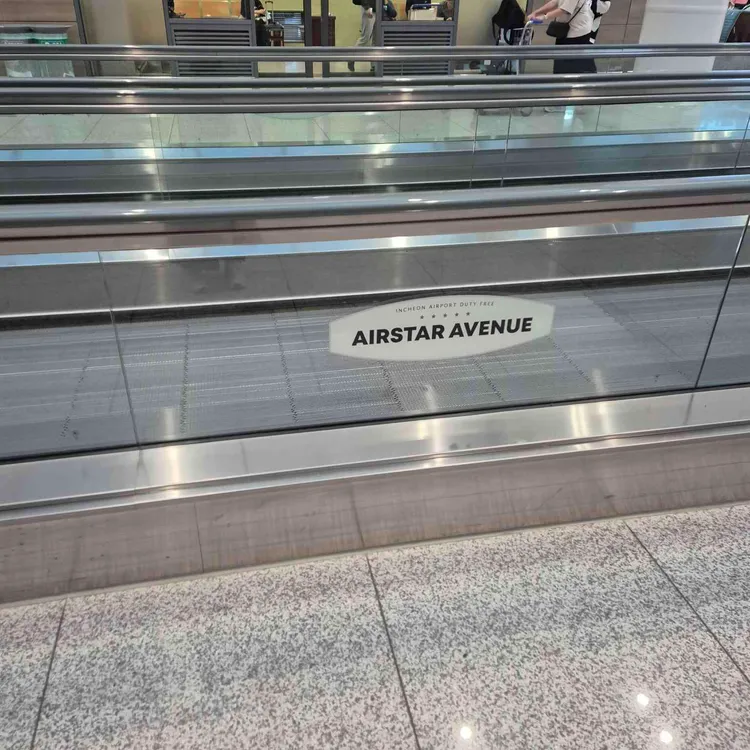 INCHEON AIRPORT DUTY FREE
★ ★ ★ ★ ★
AIRSTAR AVENUE